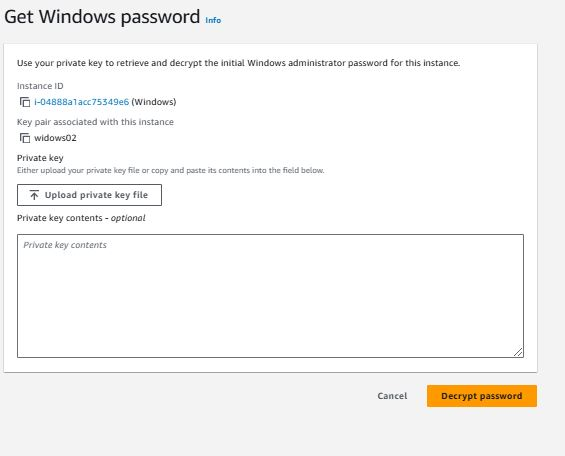 Get Windows password Info
Use your private key to retrieve and decrypt the initial Windows administrator password for this instance.
Instance ID
i-04888a1acc75349e6 (Windows)
Key pair associated with this instance
widows02
Private key
Either upload your private key file or copy and paste its contents into the field below.
Upload private key file
Private key contents - optional
Private key contents
Cancel
Decrypt password